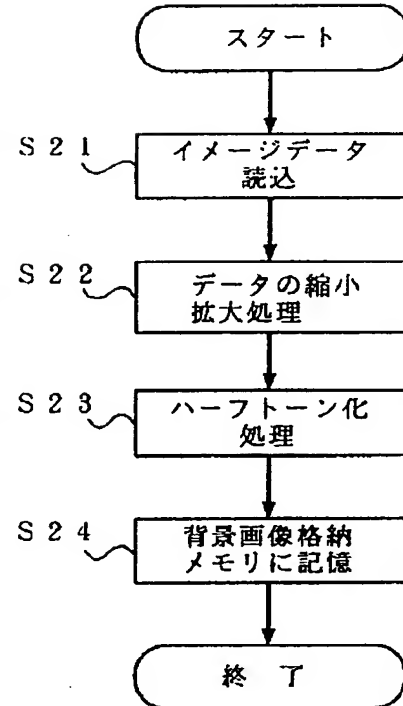 スタート
S21
イメージデータ
読込
S22
データの縮小
拡大処理
S23
ハーフトーン化
処理
S24
背景画像格納
メモリに記憶
終 了